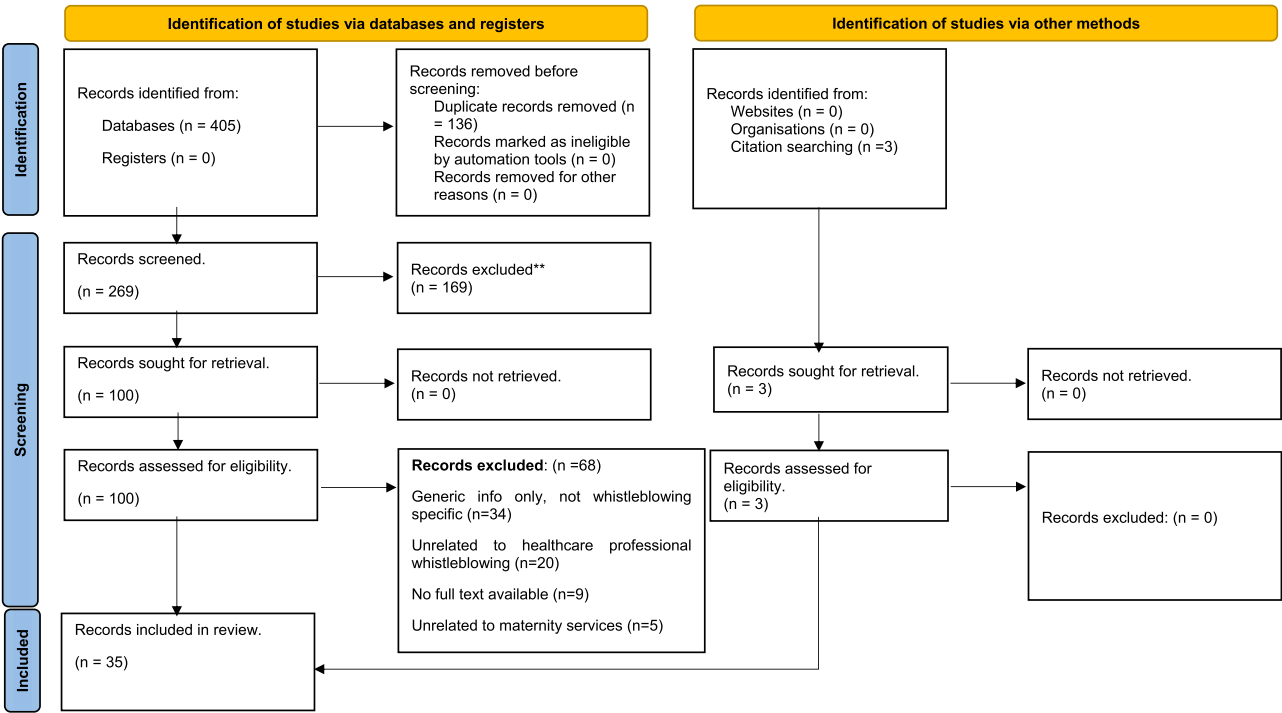 Identification of studies via databases and registers
Identification of studies via other methods
Identification
Records identified from:
Databases (n = 405)
Registers (n = 0)
Records removed before
screening:
Duplicate records removed (n
= 136)
Records marked as ineligible
by automation tools (n = 0)
Records removed for other
reasons (n = 0)
Records identified from:
Websites (n = 0)
Organisations (n = 0)
Citation searching (n =3)
Screening
Records screened.
(n = 269)
Records excluded**
(n = 169)
Records sought for retrieval.
(n = 100)
Records not retrieved.
(n = 0)
Records sought for retrieval.
(n = 3)
Records not retrieved.
(n = 0)
Records assessed for eligibility.
(n = 100)
Records excluded: (n =68)
Generic info only, not whistleblowing
specific (n=34)
Unrelated to healthcare professional
whistleblowing (n=20)
No full text available (n=9)
Unrelated to maternity services (n=5)
Records assessed for
eligibility.
(n = 3)
Records excluded: (n = 0)
Included
Records included in review.
(n = 35)